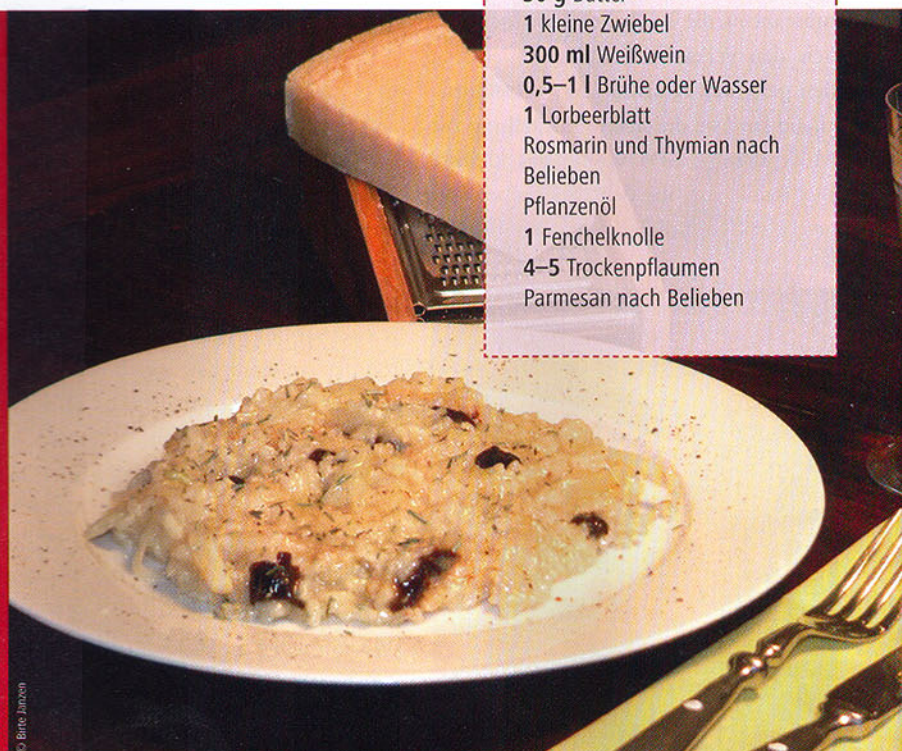 1 kleine Zwiebel
300 ml Weißwein
0,5–1 l Brühe oder Wasser
1 Lorbeerblatt
Rosmarin und Thymian nach
Belieben
Pflanzenöl
1 Fenchelknolle
4–5 Trockenpflaumen
Parmesan nach Belieben
© Birte Janzen